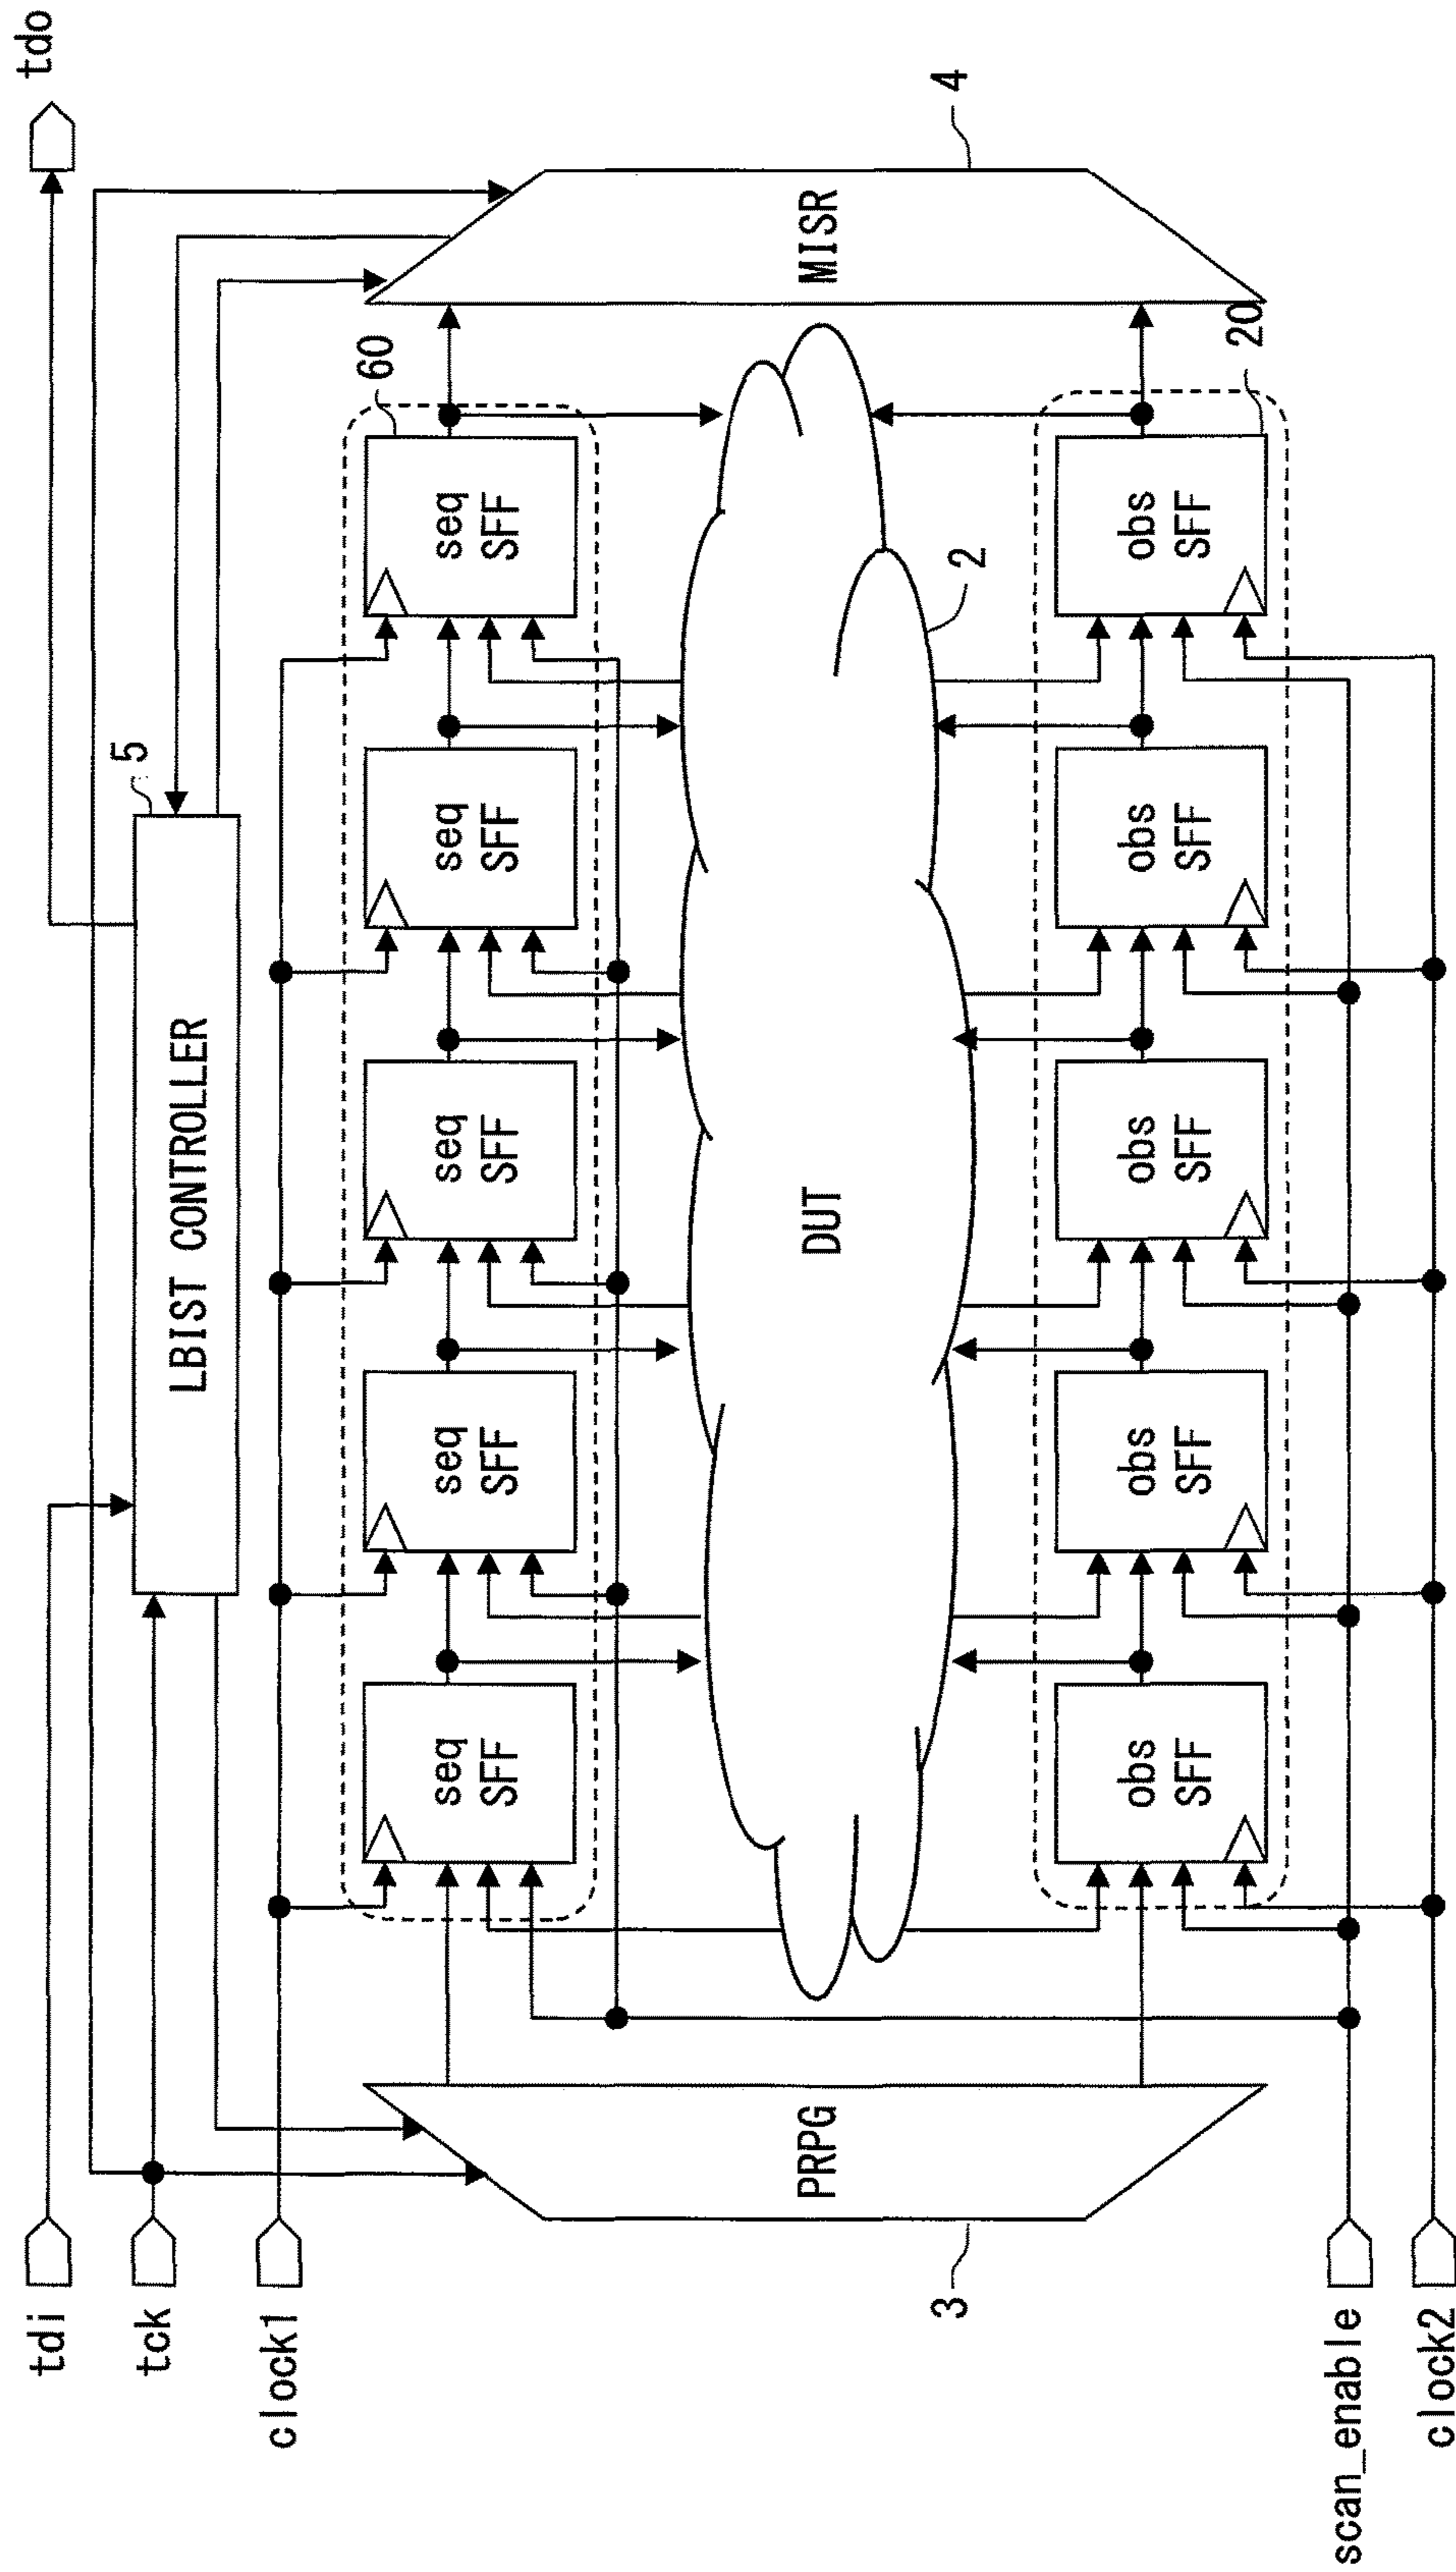 tdi
tck
clock1
tdo
5
LBIST CONTROLLER
60
seq
SFF
seq
SFF
seq
SFF
seq
SFF
seq
SFF
PRPG
3
DUT
2
MISR
4
obs
SFF
obs
SFF
obs
SFF
obs
SFF
obs
SFF
20
scan_enable
clock2